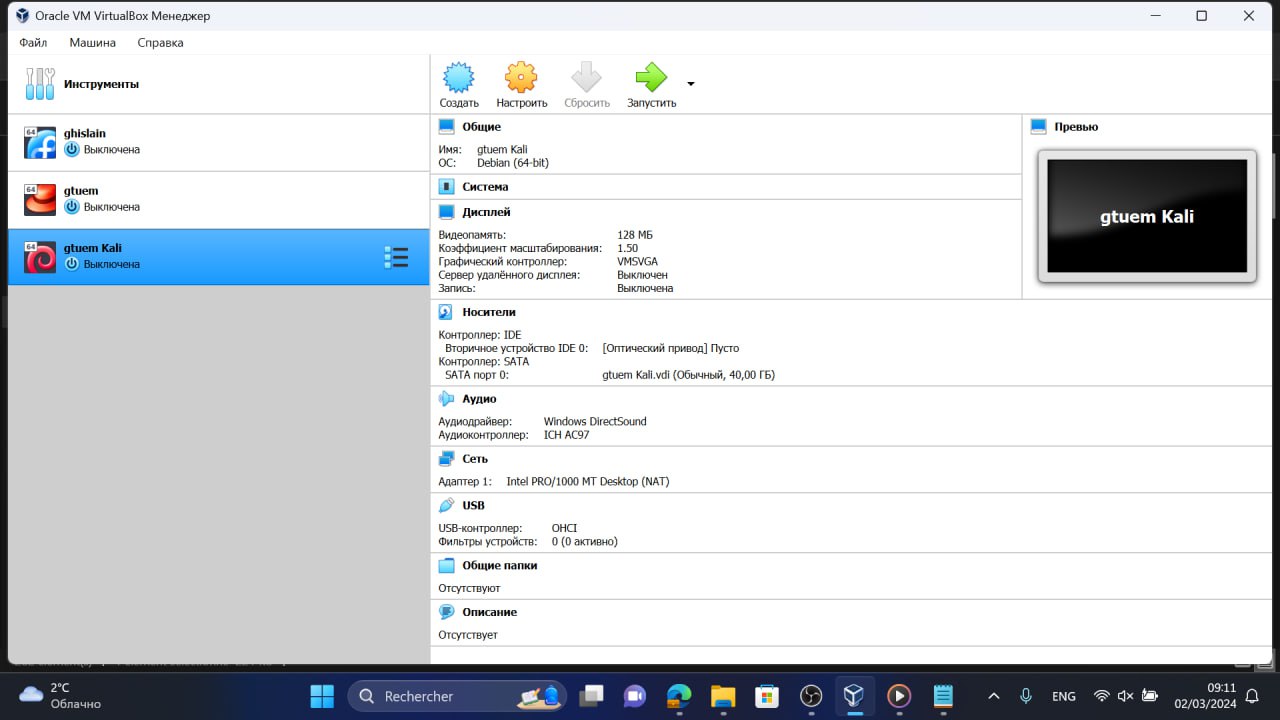 Oracle VM VirtualBox Менеджер
Файл Машина Справка
Инструменты
Создать Настроить Сбросить Запустить
64 ghislain
Выключена
64 gtuem
Выключена
64 gtuem Kali
Выключена
Общие
Имя: gtuem Kali
ОС: Debian (64-bit)
Превью
gtuem Kali
Система
Дисплей
Видеопамять: 128 МБ
Коэффициент масштабирования: 1.50
Графический контроллер: VMSVGA
Сервер удалённого дисплея: Выключен
Запись: Выключена
Носители
Контроллер: IDE
Вторичное устройство IDE 0: [Оптический привод] Пусто
Контроллер: SATA
SATA порт 0: gtuem Kali.vdi (Обычный, 40,00 ГБ)
Аудио
Аудиодрайвер: Windows DirectSound
Аудиоконтроллер: ICH AC97
Сеть
Адаптер 1: Intel PRO/1000 MT Desktop (NAT)
USB
USB-контроллер: OHCI
Фильтры устройств: 0 (0 активно)
Общие папки
Отсутствуют
Описание
Отсутствует
2°C
Облачно
Rechercher
ENG
09:11
02/03/2024